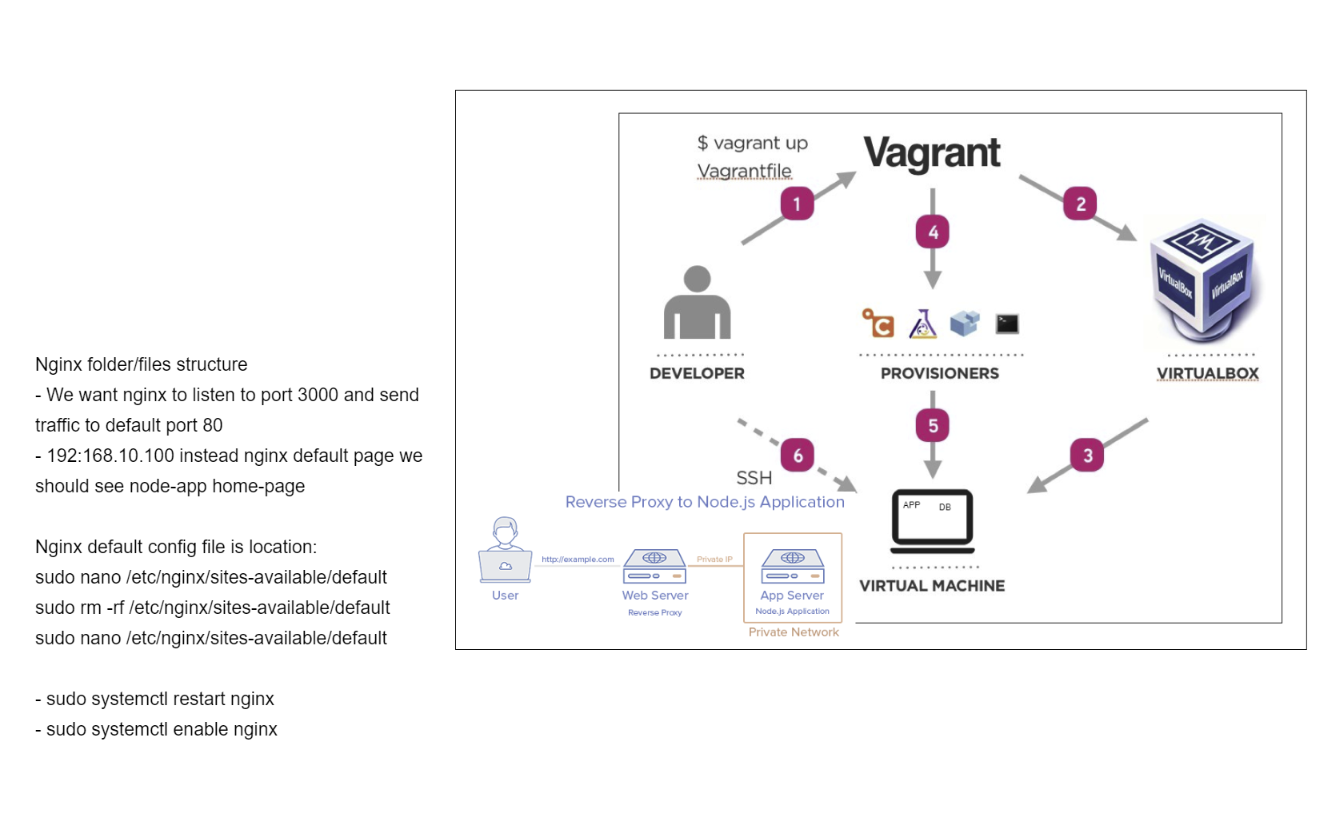 Nginx folder/files structure
- We want nginx to listen to port 3000 and send
traffic to default port 80
- 192:168.10.100 instead nginx default page we
should see node-app home-page
Nginx default config file is location:
sudo nano /etc/nginx/sites-available/default
sudo rm -rf /etc/nginx/sites-available/default
sudo nano /etc/nginx/sites-available/default
- sudo systemctl restart nginx
- sudo systemctl enable nginx
$ vagrant up
Vagrantfile
Vagrant
1
2
4
VirtualBox
VirtualBox
DEVELOPER
PROVISIONERS
VIRTUALBOX
5
6
3
SSH
APP
DB
VIRTUAL MACHINE
Reverse Proxy to Node.js Application
http://example.com
Private IP
User
Web Server
Reverse Proxy
App Server
Node.js Application
Private Network